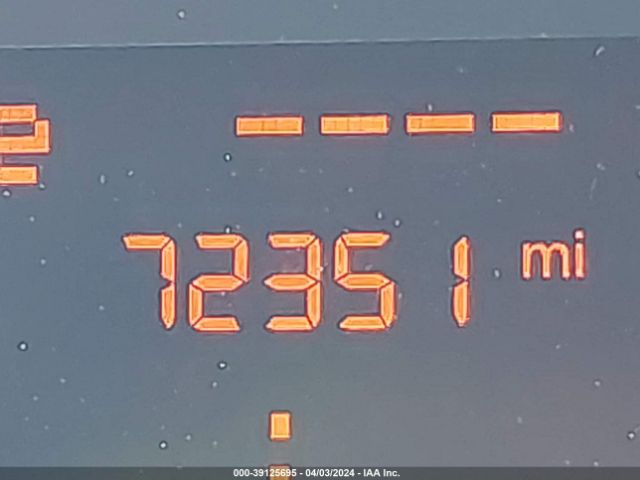 ----
72351 mi
000-39125695 - 04/03/2024 - IAA Inc.